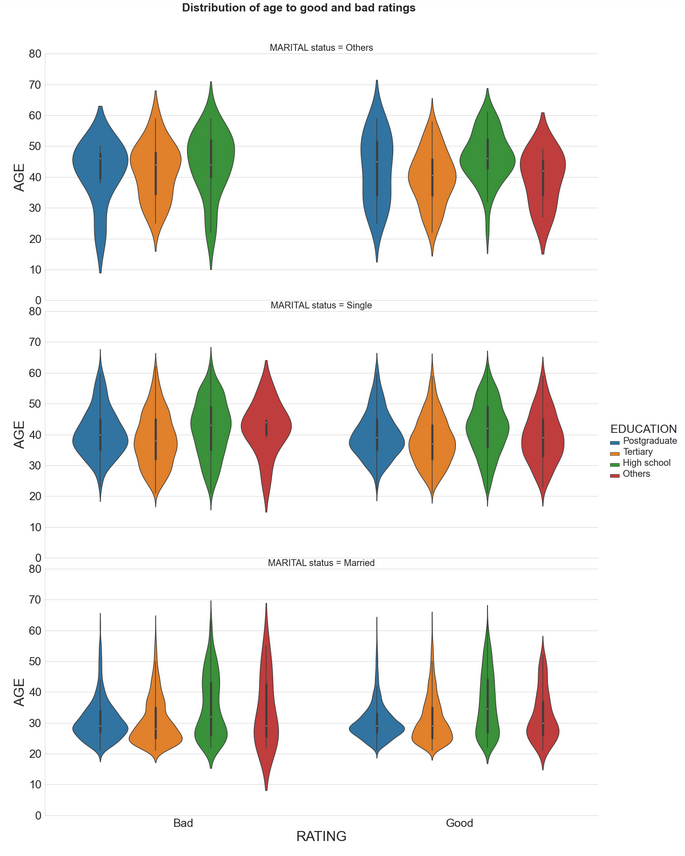 Distribution of age to good and bad ratings
MARITAL status = Others
80
70
60
50
40
30
20
10
0
AGE
MARITAL status = Single
80
70
60
50
40
30
20
10
0
AGE
EDUCATION
Postgraduate
Tertiary
High school
Others
MARITAL status = Married
80
70
60
50
40
30
20
10
0
AGE
Bad Good
RATING